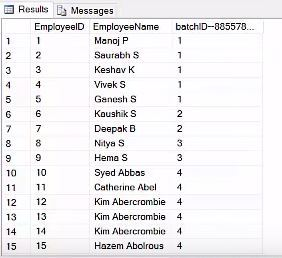 Results Messages
EmployeeID EmployeeName batchID--885578...
1 1 Manoj P 1
2 2 Saurabh S 1
3 3 Keshav K 1
4 4 Vivek S 1
5 5 Ganesh S 1
6 6 Kaushik S 2
7 7 Deepak B 2
8 8 Nitya S 3
9 9 Hema S 3
10 10 Syed Abbas 4
11 11 Catherine Abel 4
12 12 Kim Abercrombie 4
13 13 Kim Abercrombie 4
14 14 Kim Abercrombie 4
15 15 Hazem Abolrous 4